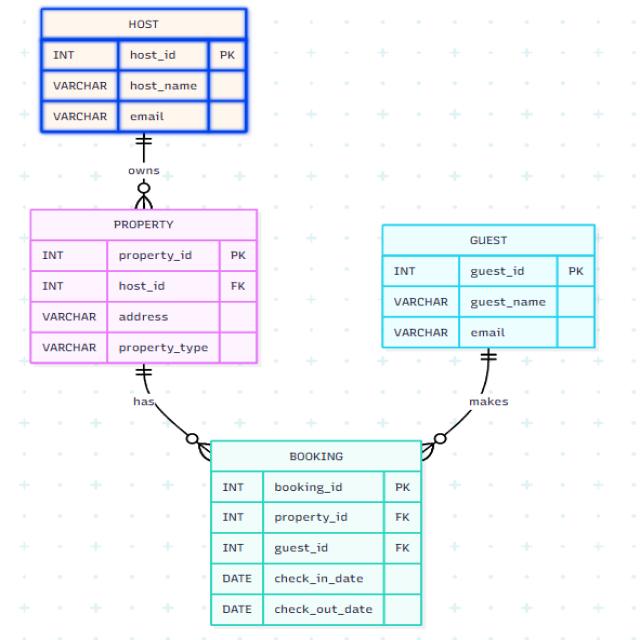 HOST
INT host_id PK
VARCHAR host_name
VARCHAR email
owns
PROPERTY
INT property_id PK
INT host_id FK
VARCHAR address
VARCHAR property_type
GUEST
INT guest_id PK
VARCHAR guest_name
VARCHAR email
has
makes
BOOKING
INT booking_id PK
INT property_id FK
INT guest_id FK
DATE check_in_date
DATE check_out_date